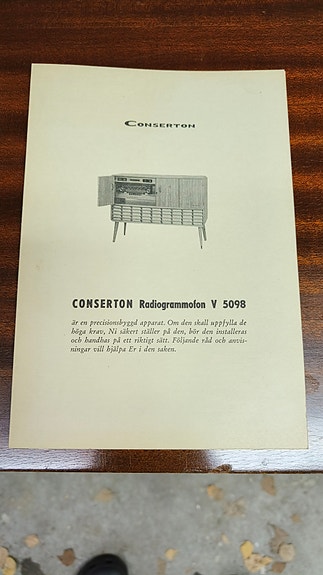 CONSERTON
CONSERTON Radiogrammofon V 5098
är en precisionsbyggd apparat. Om den skall uppfylla de
höga krav, Ni säkert ställer på den, bör den installeras
och handhas på ett riktigt sätt. Följande råd och anvis-
ningar vill hjälpa Er i den saken.